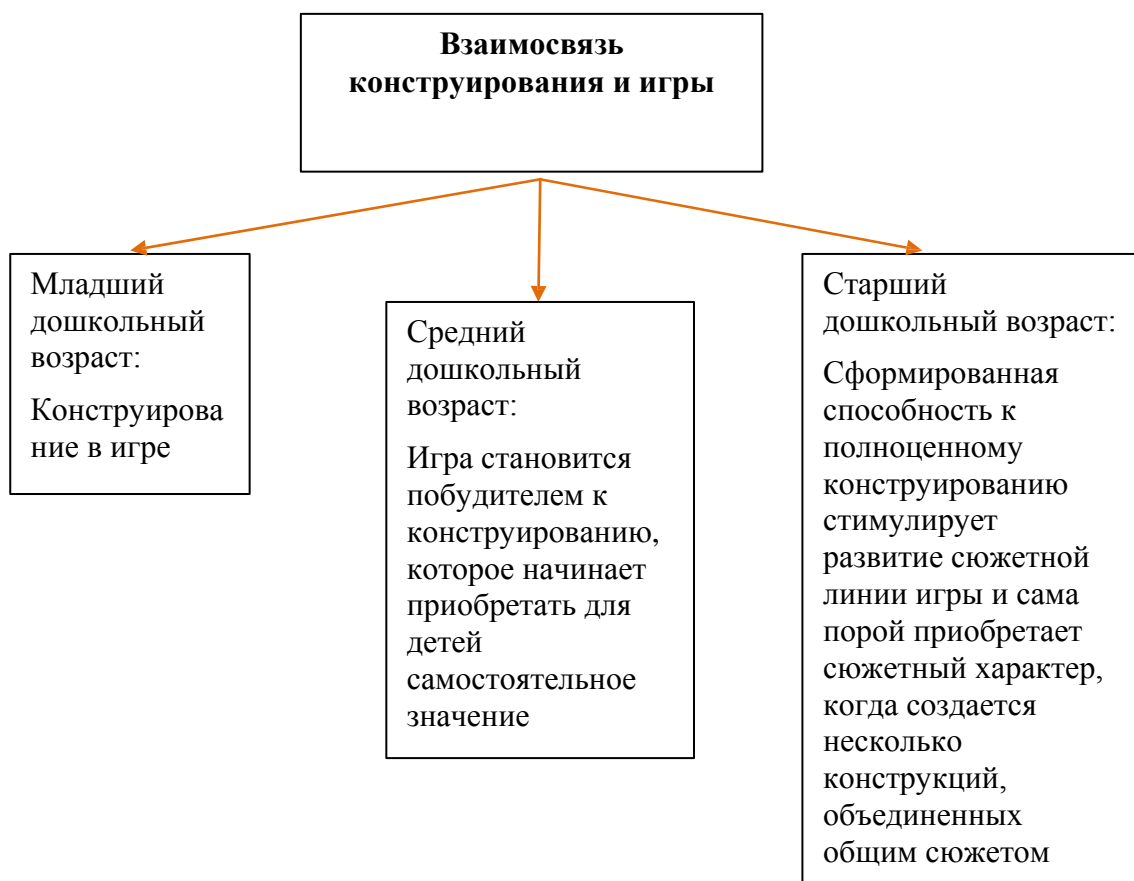 Взаимосвязь
конструирования и игры
Младший
дошкольный
возраст:
Конструирова
ние в игре
Средний
дошкольный
возраст:
Игра становится
побудителем к
конструированию,
которое начинает
приобретать для
детей
самостоятельное
значение
Старший
дошкольный возраст:
Сформированная
способность к
полноценному
конструированию
стимулирует
развитие сюжетной
линии игры и сама
порой приобретает
сюжетный характер,
когда создается
несколько
конструкций,
объединенных
общим сюжетом